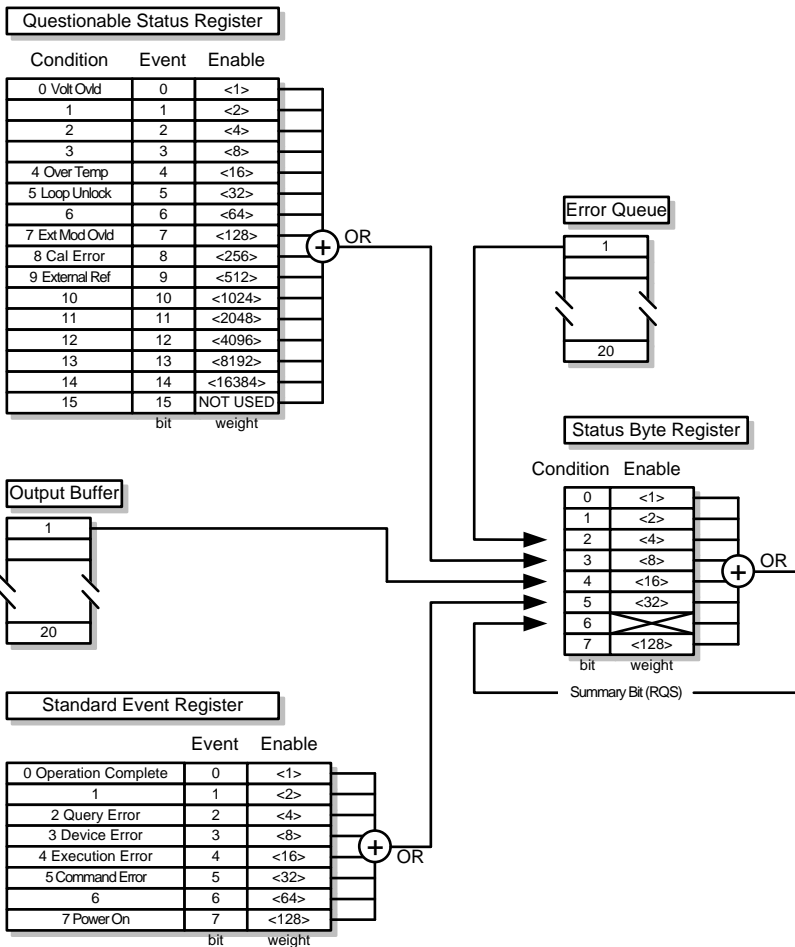 Questionable Status Register
Condition Event Enable
0 Volt Ovld 0 <1>
1 1 <2>
2 2 <4>
3 3 <8>
4 Over Temp 4 <16>
5 Loop Unlock 5 <32>
6 6 <64>
7 Ext Mod Ovld 7 <128>
8 Cal Error 8 <256>
9 External Ref 9 <512>
10 10 <1024>
11 11 <2048>
12 12 <4096>
13 13 <8192>
14 14 <16384>
15 15 NOT USED
bit weight
+ OR
Error Queue
1
20
Output Buffer
1
20
Status Byte Register
Condition Enable
0 <1>
1 <2>
2 <4>
3 <8>
4 <16>
5 <32>
6
7 <128>
bit weight
+ OR
Summary Bit (RQS)
Standard Event Register
Event Enable
0 Operation Complete 0 <1>
1 1 <2>
2 Query Error 2 <4>
3 Device Error 3 <8>
4 Execution Error 4 <16>
5 Command Error 5 <32>
6 6 <64>
7 Power On 7 <128>
bit weight
+ OR